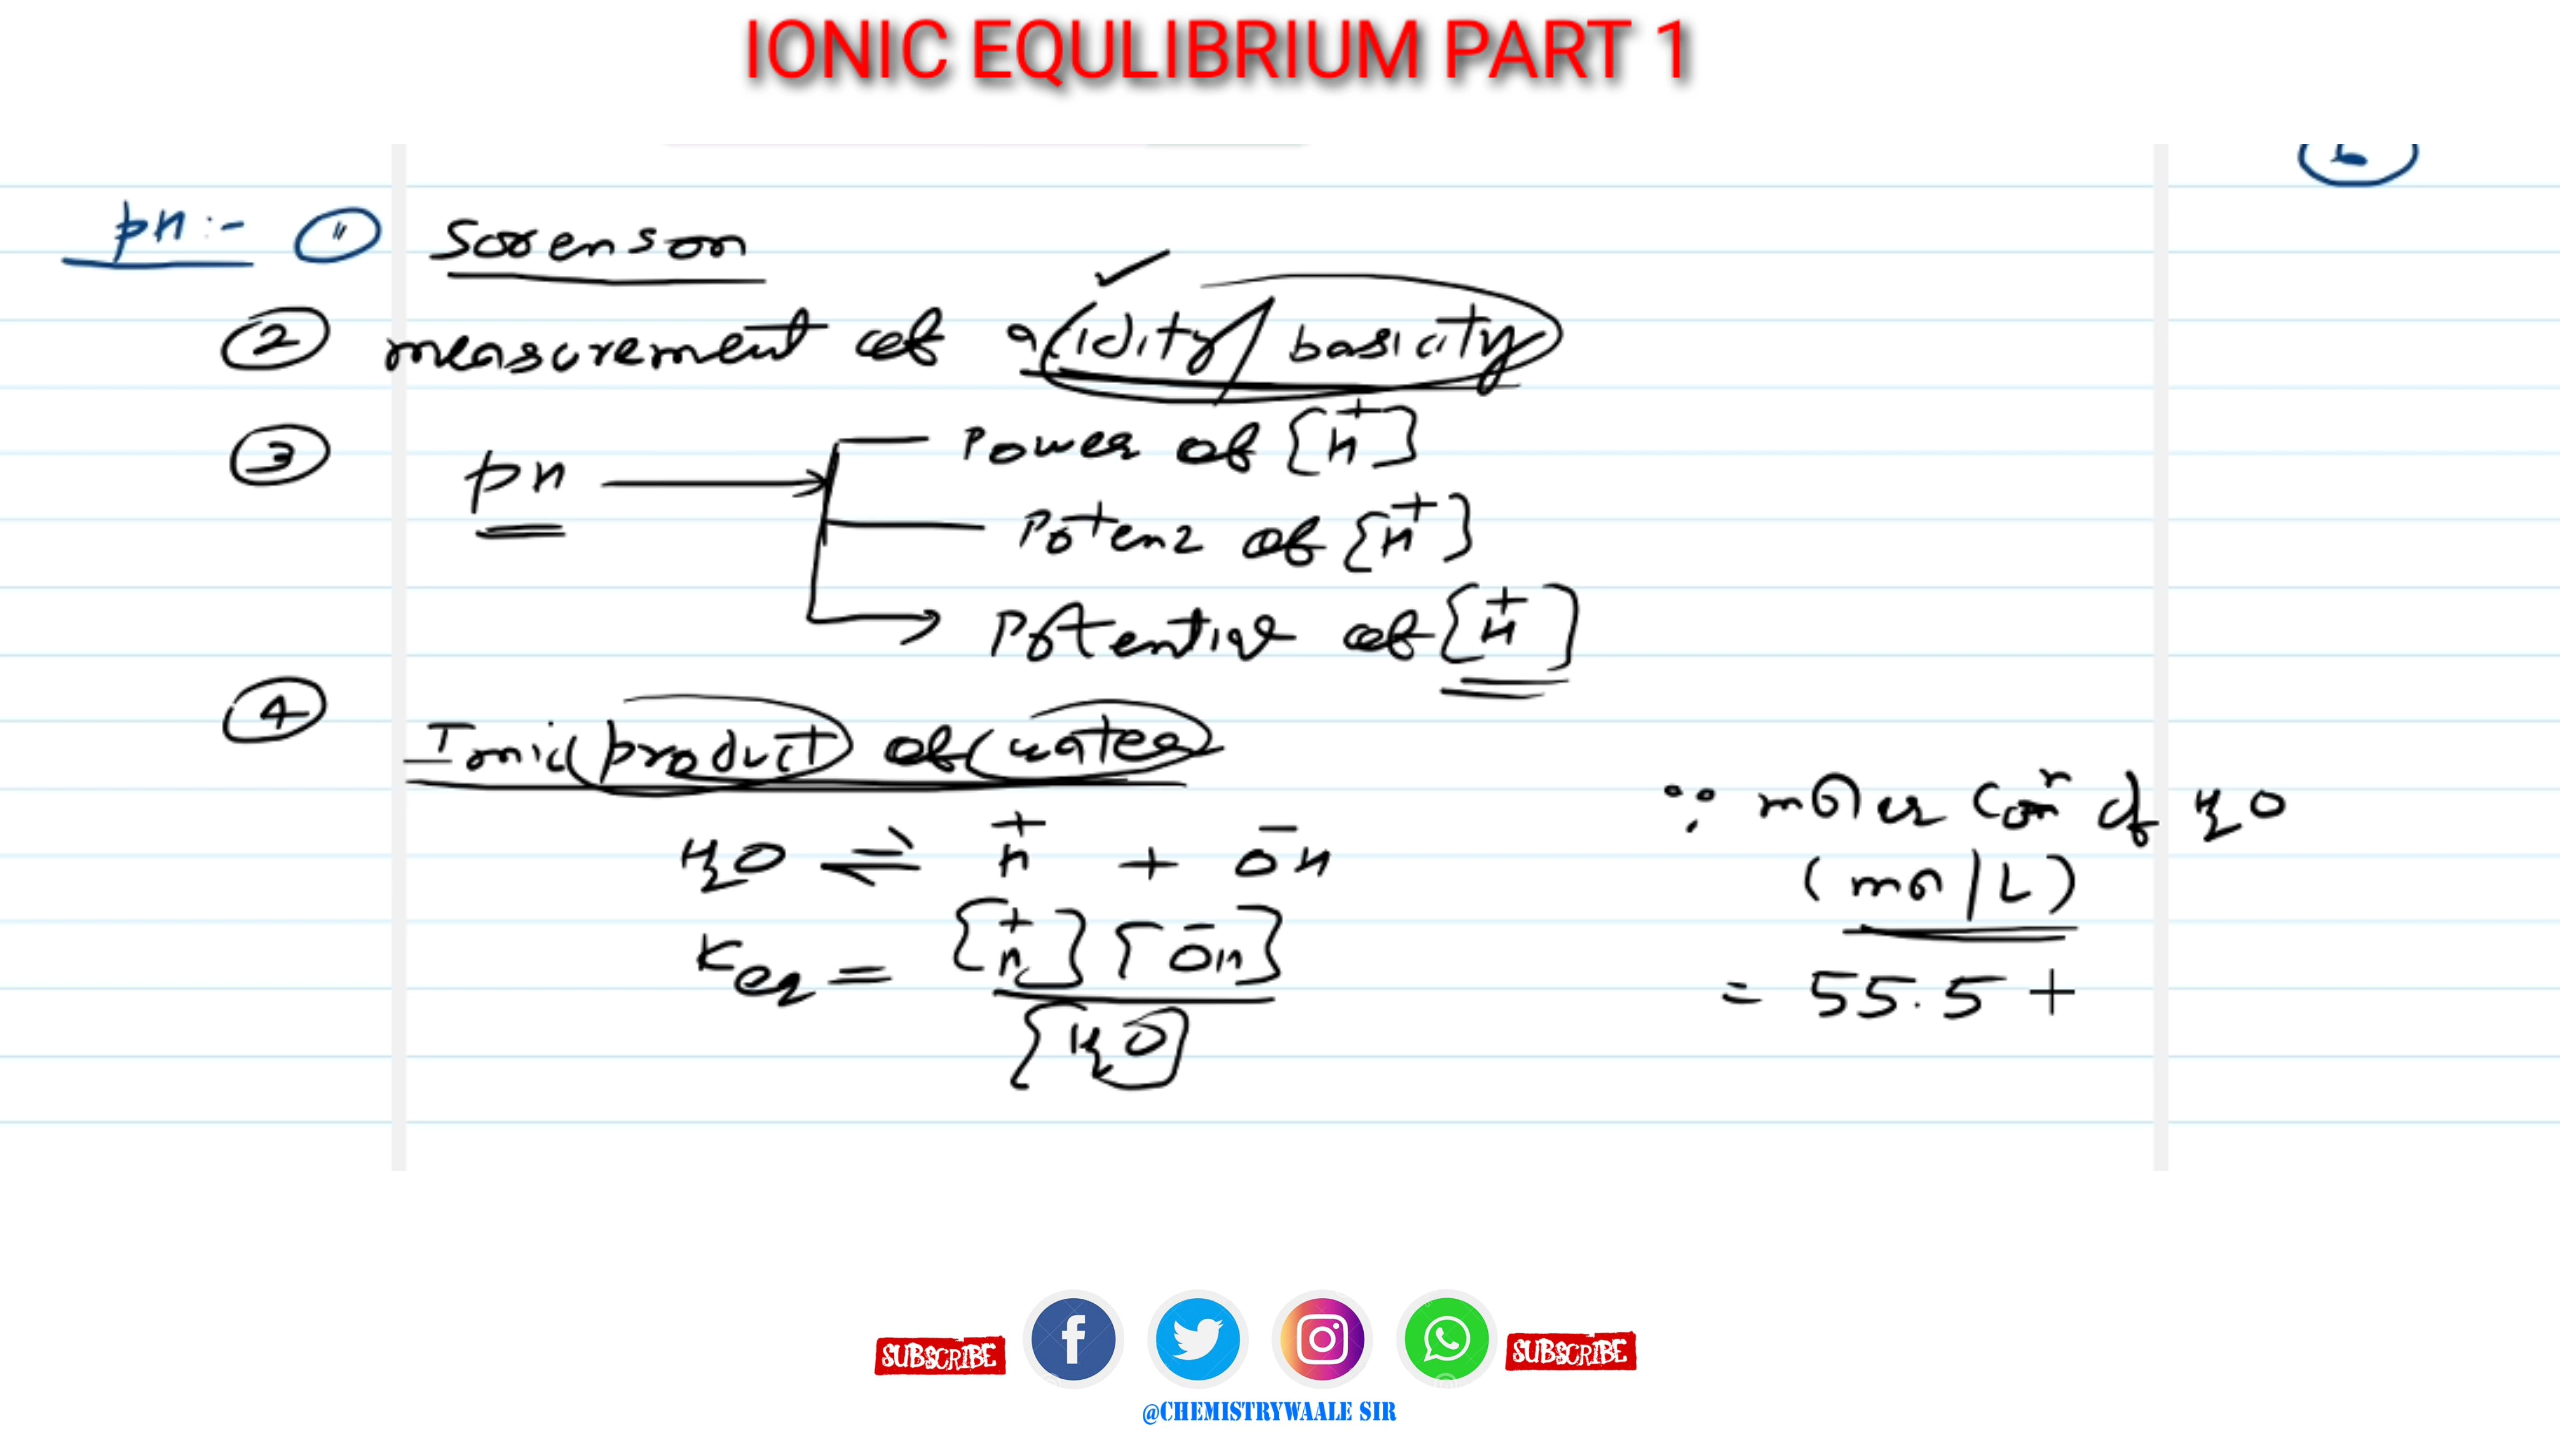 IONIC EQULIBRIUM PART 1
6
pH :- ① Sorenson
② measurement of acidity / basicity
③ pH → Power of [H⁺]
Potenz of [H⁺]
Potential of [H⁺]
④ Ionic product of water
H₂O ⇌ H⁺ + OH⁻
Keq = [H⁺] [OH⁻]
[H₂O]
∵ molar conⁿ of H₂O
(mol/L)
= 55.5 +
SUBSCRIBE SUBSCRIBE
@CHEMISTRYWAALE SIR